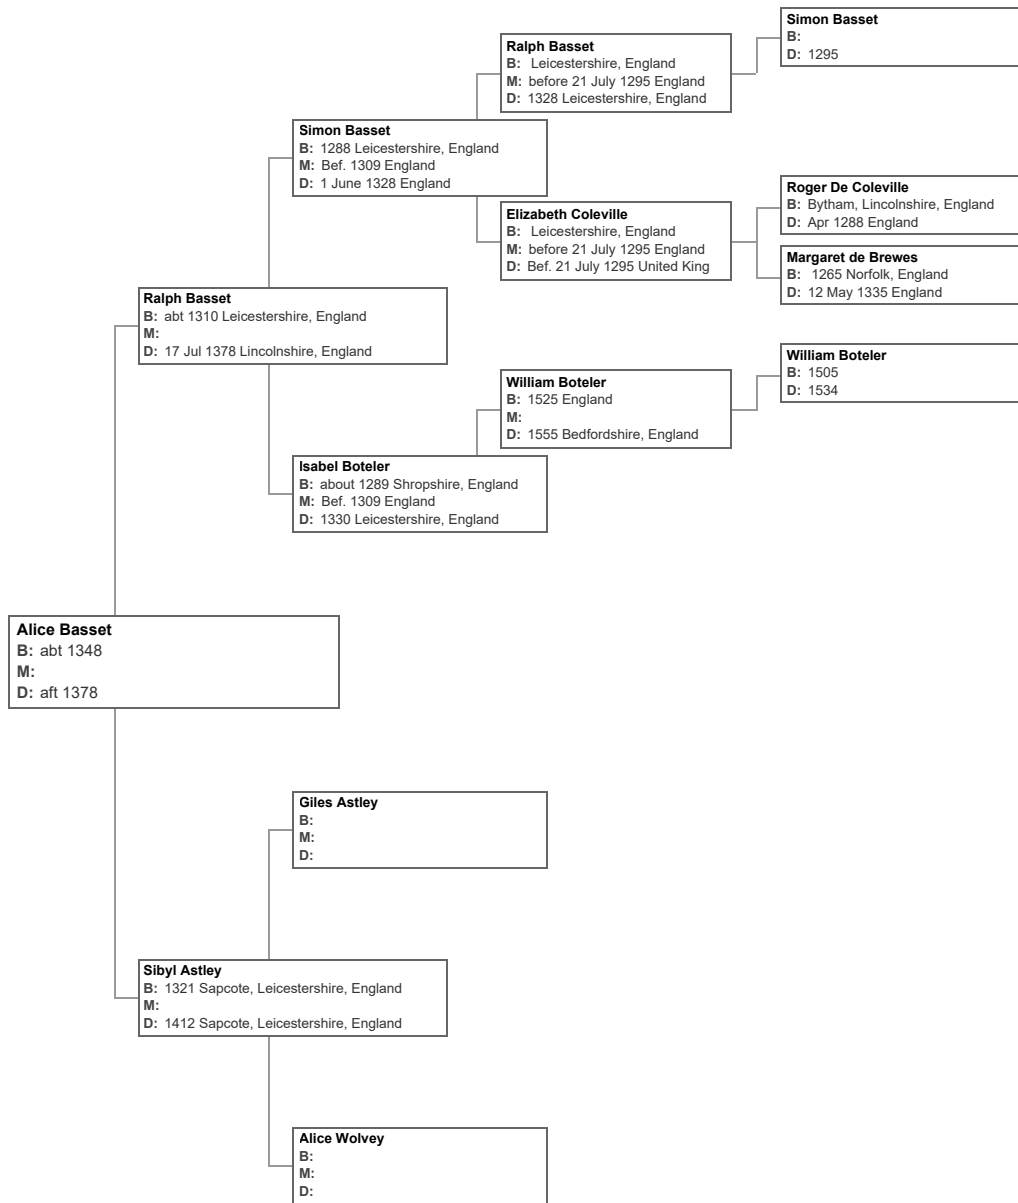 Simon Basset
B:
D: 1295
Ralph Basset
B: Leicestershire, England
M: before 21 July 1295 England
D: 1328 Leicestershire, England
Simon Basset
B: 1288 Leicestershire, England
M: Bef. 1309 England
D: 1 June 1328 England
Roger De Coleville
B: Bytham, Lincolnshire, England
D: Apr 1288 England
Elizabeth Coleville
B: Leicestershire, England
M: before 21 July 1295 England
D: Bef. 21 July 1295 United King
Margaret de Brewes
B: 1265 Norfolk, England
D: 12 May 1335 England
Ralph Basset
B: abt 1310 Leicestershire, England
M:
D: 17 Jul 1378 Lincolnshire, England
William Boteler
B: 1505
D: 1534
William Boteler
B: 1525 England
M:
D: 1555 Bedfordshire, England
Isabel Boteler
B: about 1289 Shropshire, England
M: Bef. 1309 England
D: 1330 Leicestershire, England
Alice Basset
B: abt 1348
M:
D: aft 1378
Giles Astley
B:
M:
D:
Sibyl Astley
B: 1321 Sapcote, Leicestershire, England
M:
D: 1412 Sapcote, Leicestershire, England
Alice Wolvey
B:
M:
D: